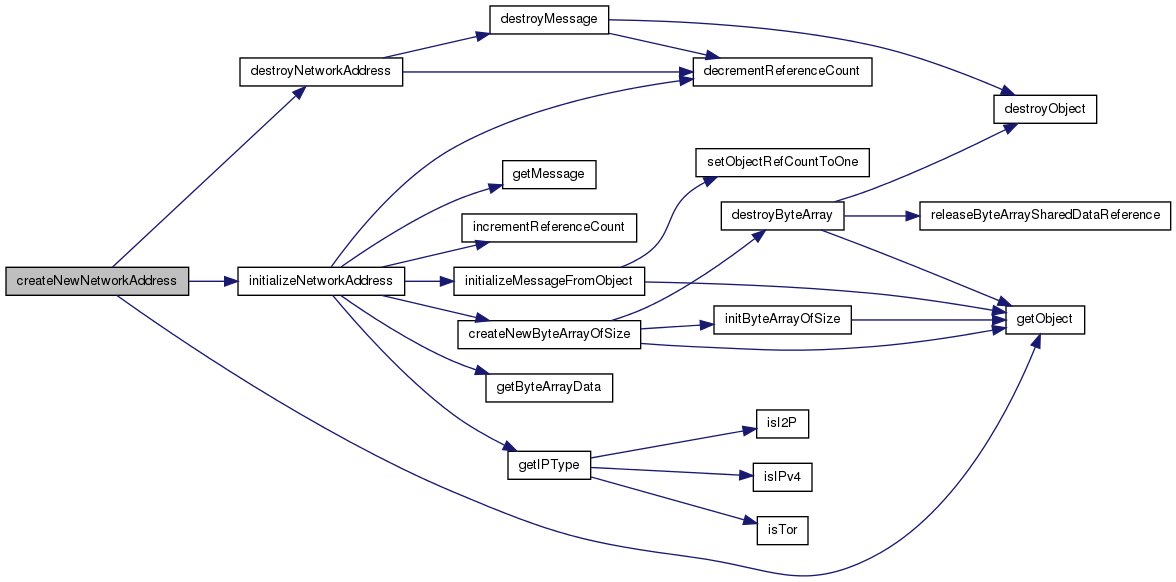 destroyMessage
destroyNetworkAddress
decrementReferenceCount
destroyObject
setObjectRefCountToOne
getMessage
destroyByteArray
releaseByteArraySharedDataReference
incrementReferenceCount
createNewNetworkAddress
initializeNetworkAddress
initializeMessageFromObject
initByteArrayOfSize
getObject
createNewByteArrayOfSize
getByteArrayData
isI2P
getIPType
isIPv4
isTor